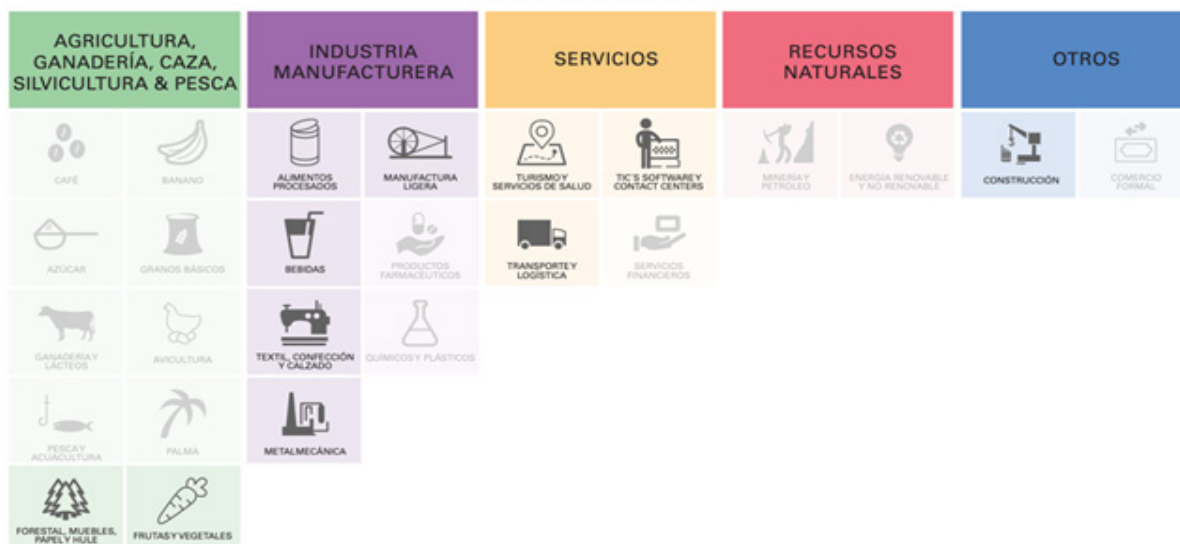 AGRICULTURA,
GANADERÍA, CAZA,
SILVICULTURA & PESCA
INDUSTRIA
MANUFACTURERA
SERVICIOS
RECURSOS
NATURALES
OTROS
CAFÉ
BANANO
ALIMENTOS
PROCESADOS
MANUFACTURA
LIGERA
TURISMO Y
SERVICIOS DE SALUD
TIC'S SOFTWARE Y
CONTACT CENTERS
MINERÍA Y
PETRÓLEO
ENERGÍA RENOVABLE
Y NO RENOVABLE
CONSTRUCCIÓN
COMERCIO
FORMAL
AZÚCAR
GRANOS BÁSICOS
BEBIDAS
PRODUCTOS
FARMACÉUTICOS
TRANSPORTE Y
LOGÍSTICA
SERVICIOS
FINANCIEROS
GANADERÍA Y
LÁCTEOS
AVICULTURA
TEXTIL, CONFECCIÓN
Y CALZADO
QUÍMICOS Y PLÁSTICOS
PESCA Y
ACUACULTURA
PALMA
METALMECÁNICA
FORESTAL, MUEBLES,
PAPEL Y HULE
FRUTAS Y VEGETALES